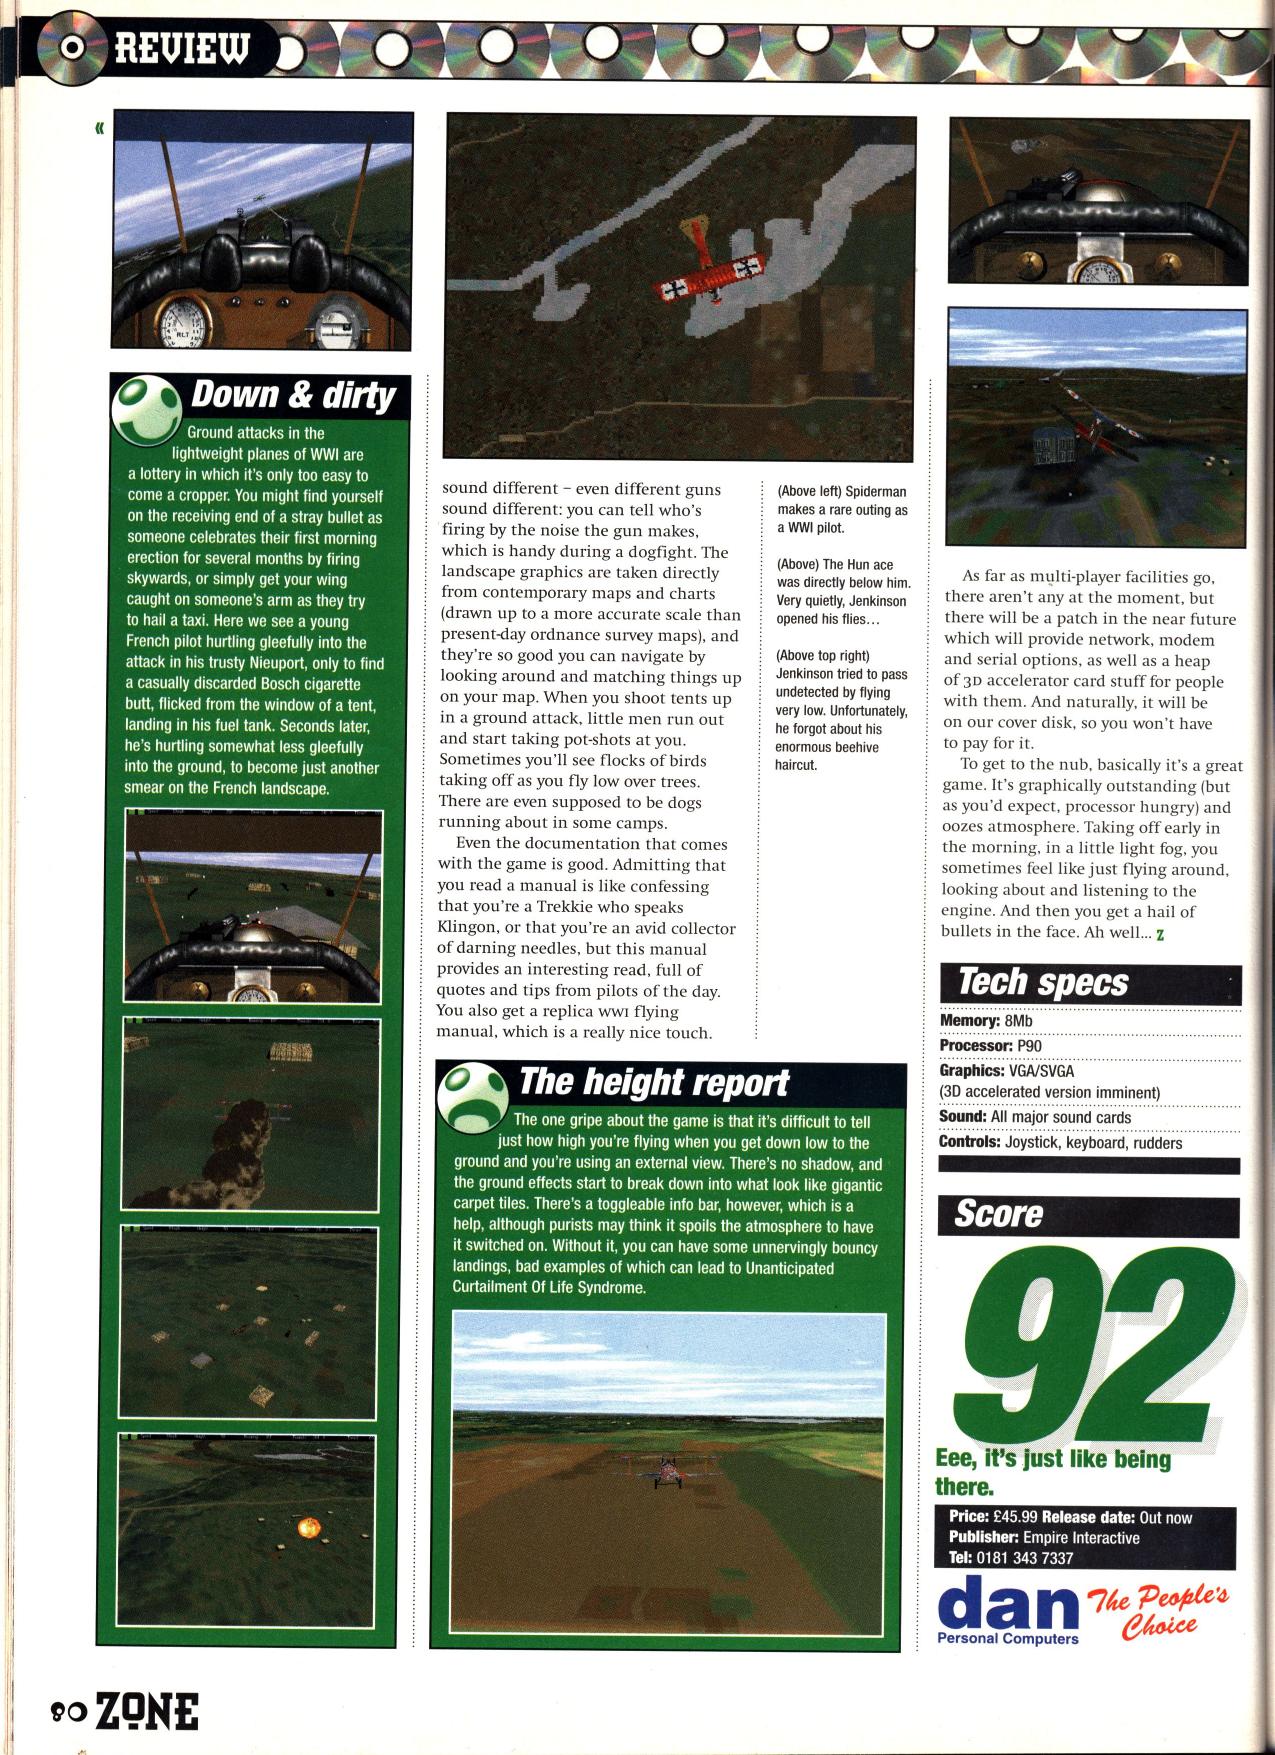 REVIEW
«
Down & dirty
Ground attacks in the
lightweight planes of WWI are
a lottery in which it's only too easy to
come a cropper. You might find yourself
on the receiving end of a stray bullet as
someone celebrates their first morning
erection for several months by firing
skywards, or simply get your wing
caught on someone's arm as they try
to hail a taxi. Here we see a young
French pilot hurtling gleefully into the
attack in his trusty Nieuport, only to find
a casually discarded Bosch cigarette
butt, flicked from the window of a tent,
landing in his fuel tank. Seconds later,
he's hurtling somewhat less gleefully
into the ground, to become just another
smear on the French landscape.
sound different – even different guns
sound different: you can tell who's
firing by the noise the gun makes,
which is handy during a dogfight. The
landscape graphics are taken directly
from contemporary maps and charts
(drawn up to a more accurate scale than
present-day ordnance survey maps), and
they're so good you can navigate by
looking around and matching things up
on your map. When you shoot tents up
in a ground attack, little men run out
and start taking pot-shots at you.
Sometimes you'll see flocks of birds
taking off as you fly low over trees.
There are even supposed to be dogs
running about in some camps.
Even the documentation that comes
with the game is good. Admitting that
you read a manual is like confessing
that you're a Trekkie who speaks
Klingon, or that you're an avid collector
of darning needles, but this manual
provides an interesting read, full of
quotes and tips from pilots of the day.
You also get a replica WWI flying
manual, which is a really nice touch.
(Above left) Spiderman
makes a rare outing as
a WWI pilot.
(Above) The Hun ace
was directly below him.
Very quietly, Jenkinson
opened his flies…
(Above top right)
Jenkinson tried to pass
undetected by flying
very low. Unfortunately,
he forgot about his
enormous beehive
haircut.
The height report
The one gripe about the game is that it's difficult to tell
just how high you're flying when you get down low to the
ground and you're using an external view. There's no shadow, and
the ground effects start to break down into what look like gigantic
carpet tiles. There's a toggleable info bar, however, which is a
help, although purists may think it spoils the atmosphere to have
it switched on. Without it, you can have some unnervingly bouncy
landings, bad examples of which can lead to Unanticipated
Curtailment Of Life Syndrome.
As far as multi-player facilities go,
there aren't any at the moment, but
there will be a patch in the near future
which will provide network, modem
and serial options, as well as a heap
of 3D accelerator card stuff for people
with them. And naturally, it will be
on our cover disk, so you won't have
to pay for it.
To get to the nub, basically it's a great
game. It's graphically outstanding (but
as you'd expect, processor hungry) and
oozes atmosphere. Taking off early in
the morning, in a little light fog, you
sometimes feel like just flying around,
looking about and listening to the
engine. And then you get a hail of
bullets in the face. Ah well... Z
Tech specs
Memory: 8Mb
Processor: P90
Graphics: VGA/SVGA
(3D accelerated version imminent)
Sound: All major sound cards
Controls: Joystick, keyboard, rudders
Score
92
Eee, it's just like being
there.
Price: £45.99 Release date: Out now
Publisher: Empire Interactive
Tel: 0181 343 7337
dan
Personal Computers
The People's
Choice
80 ZONE